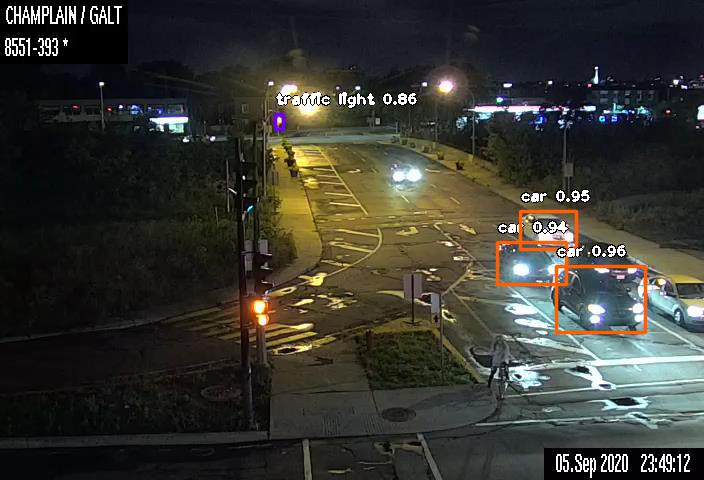 CHAMPLAIN / GALT
8551-393 *
traffic light 0.86
car 0.95
car 0.94
car 0.96
05.Sep 2020 23:49:12